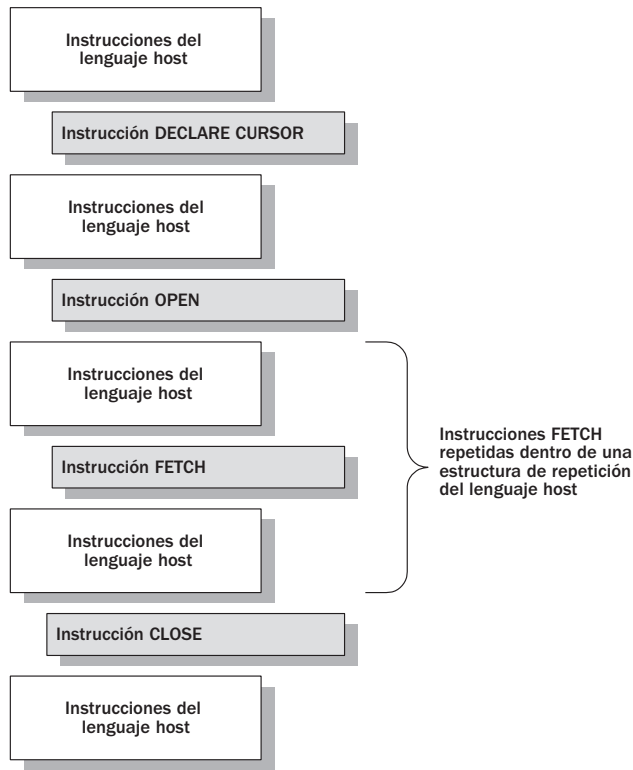 Instrucciones del
lenguaje host
Instrucción DECLARE CURSOR
Instrucciones del
lenguaje host
Instrucción OPEN
Instrucciones del
lenguaje host
Instrucción FETCH
Instrucciones del
lenguaje host
Instrucciones FETCH
repetidas dentro de una
estructura de repetición
del lenguaje host
Instrucción CLOSE
Instrucciones del
lenguaje host